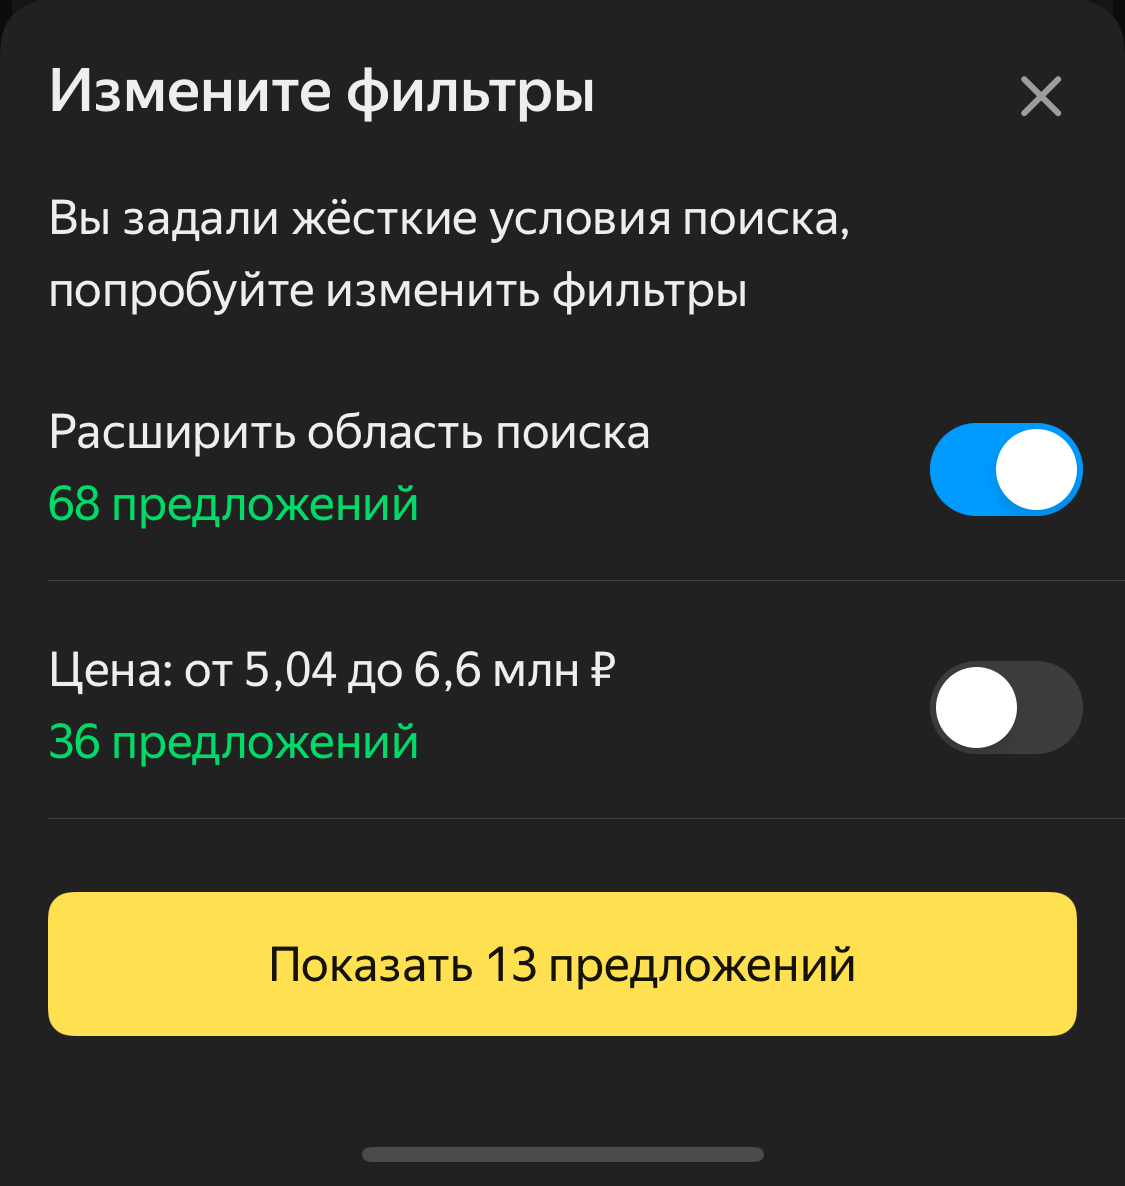 Измените фильтры
Вы задали жёсткие условия поиска,
попробуйте изменить фильтры
Расширить область поиска
68 предложений
Цена: от 5,04 до 6,6 млн ₽
36 предложений
Показать 13 предложений